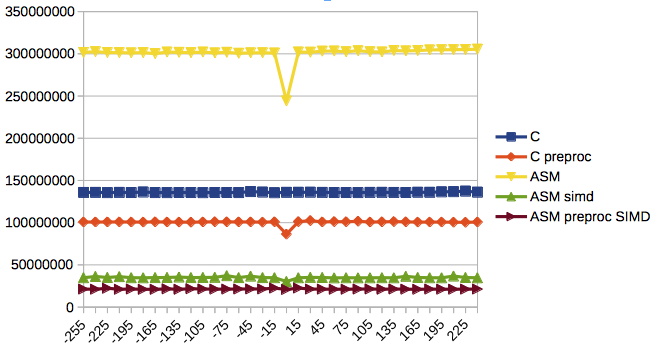 350000000
300000000
250000000
200000000
150000000
100000000
50000000
0
-255 -225 -195 -165 -135 -105 -75 -45 -15 15 45 75 105 135 165 195 225
C
C preproc
ASM
ASM simd
ASM preproc SIMD